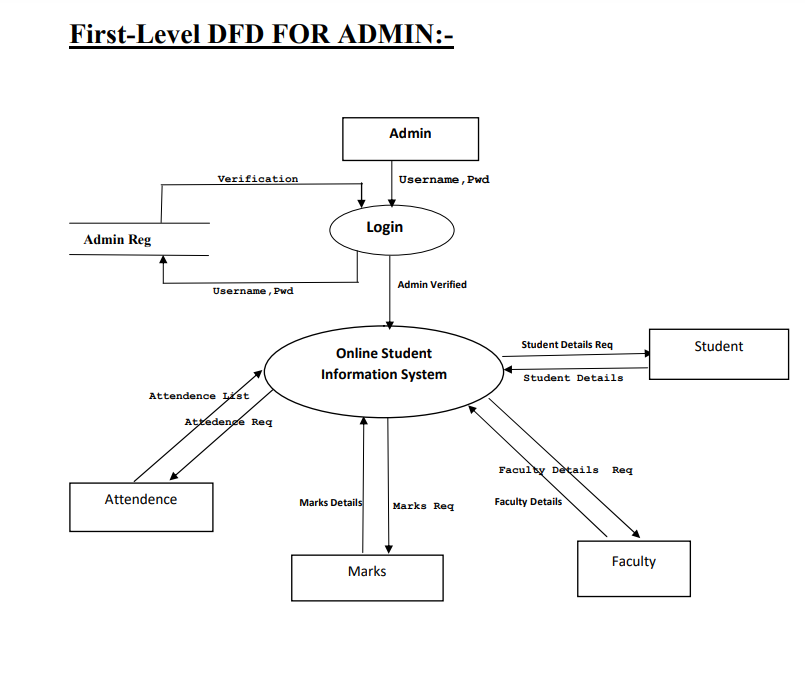 First-Level DFD FOR ADMIN:-
Admin
Verification
Username,Pwd
Login
Admin Reg
Username,Pwd
Admin Verified
Online Student
Information System
Student Details Req
Student
Student Details
Attendence List
Attedence Req
Faculty Details Req
Attendence
Marks Details
Marks Req
Faculty Details
Marks
Faculty